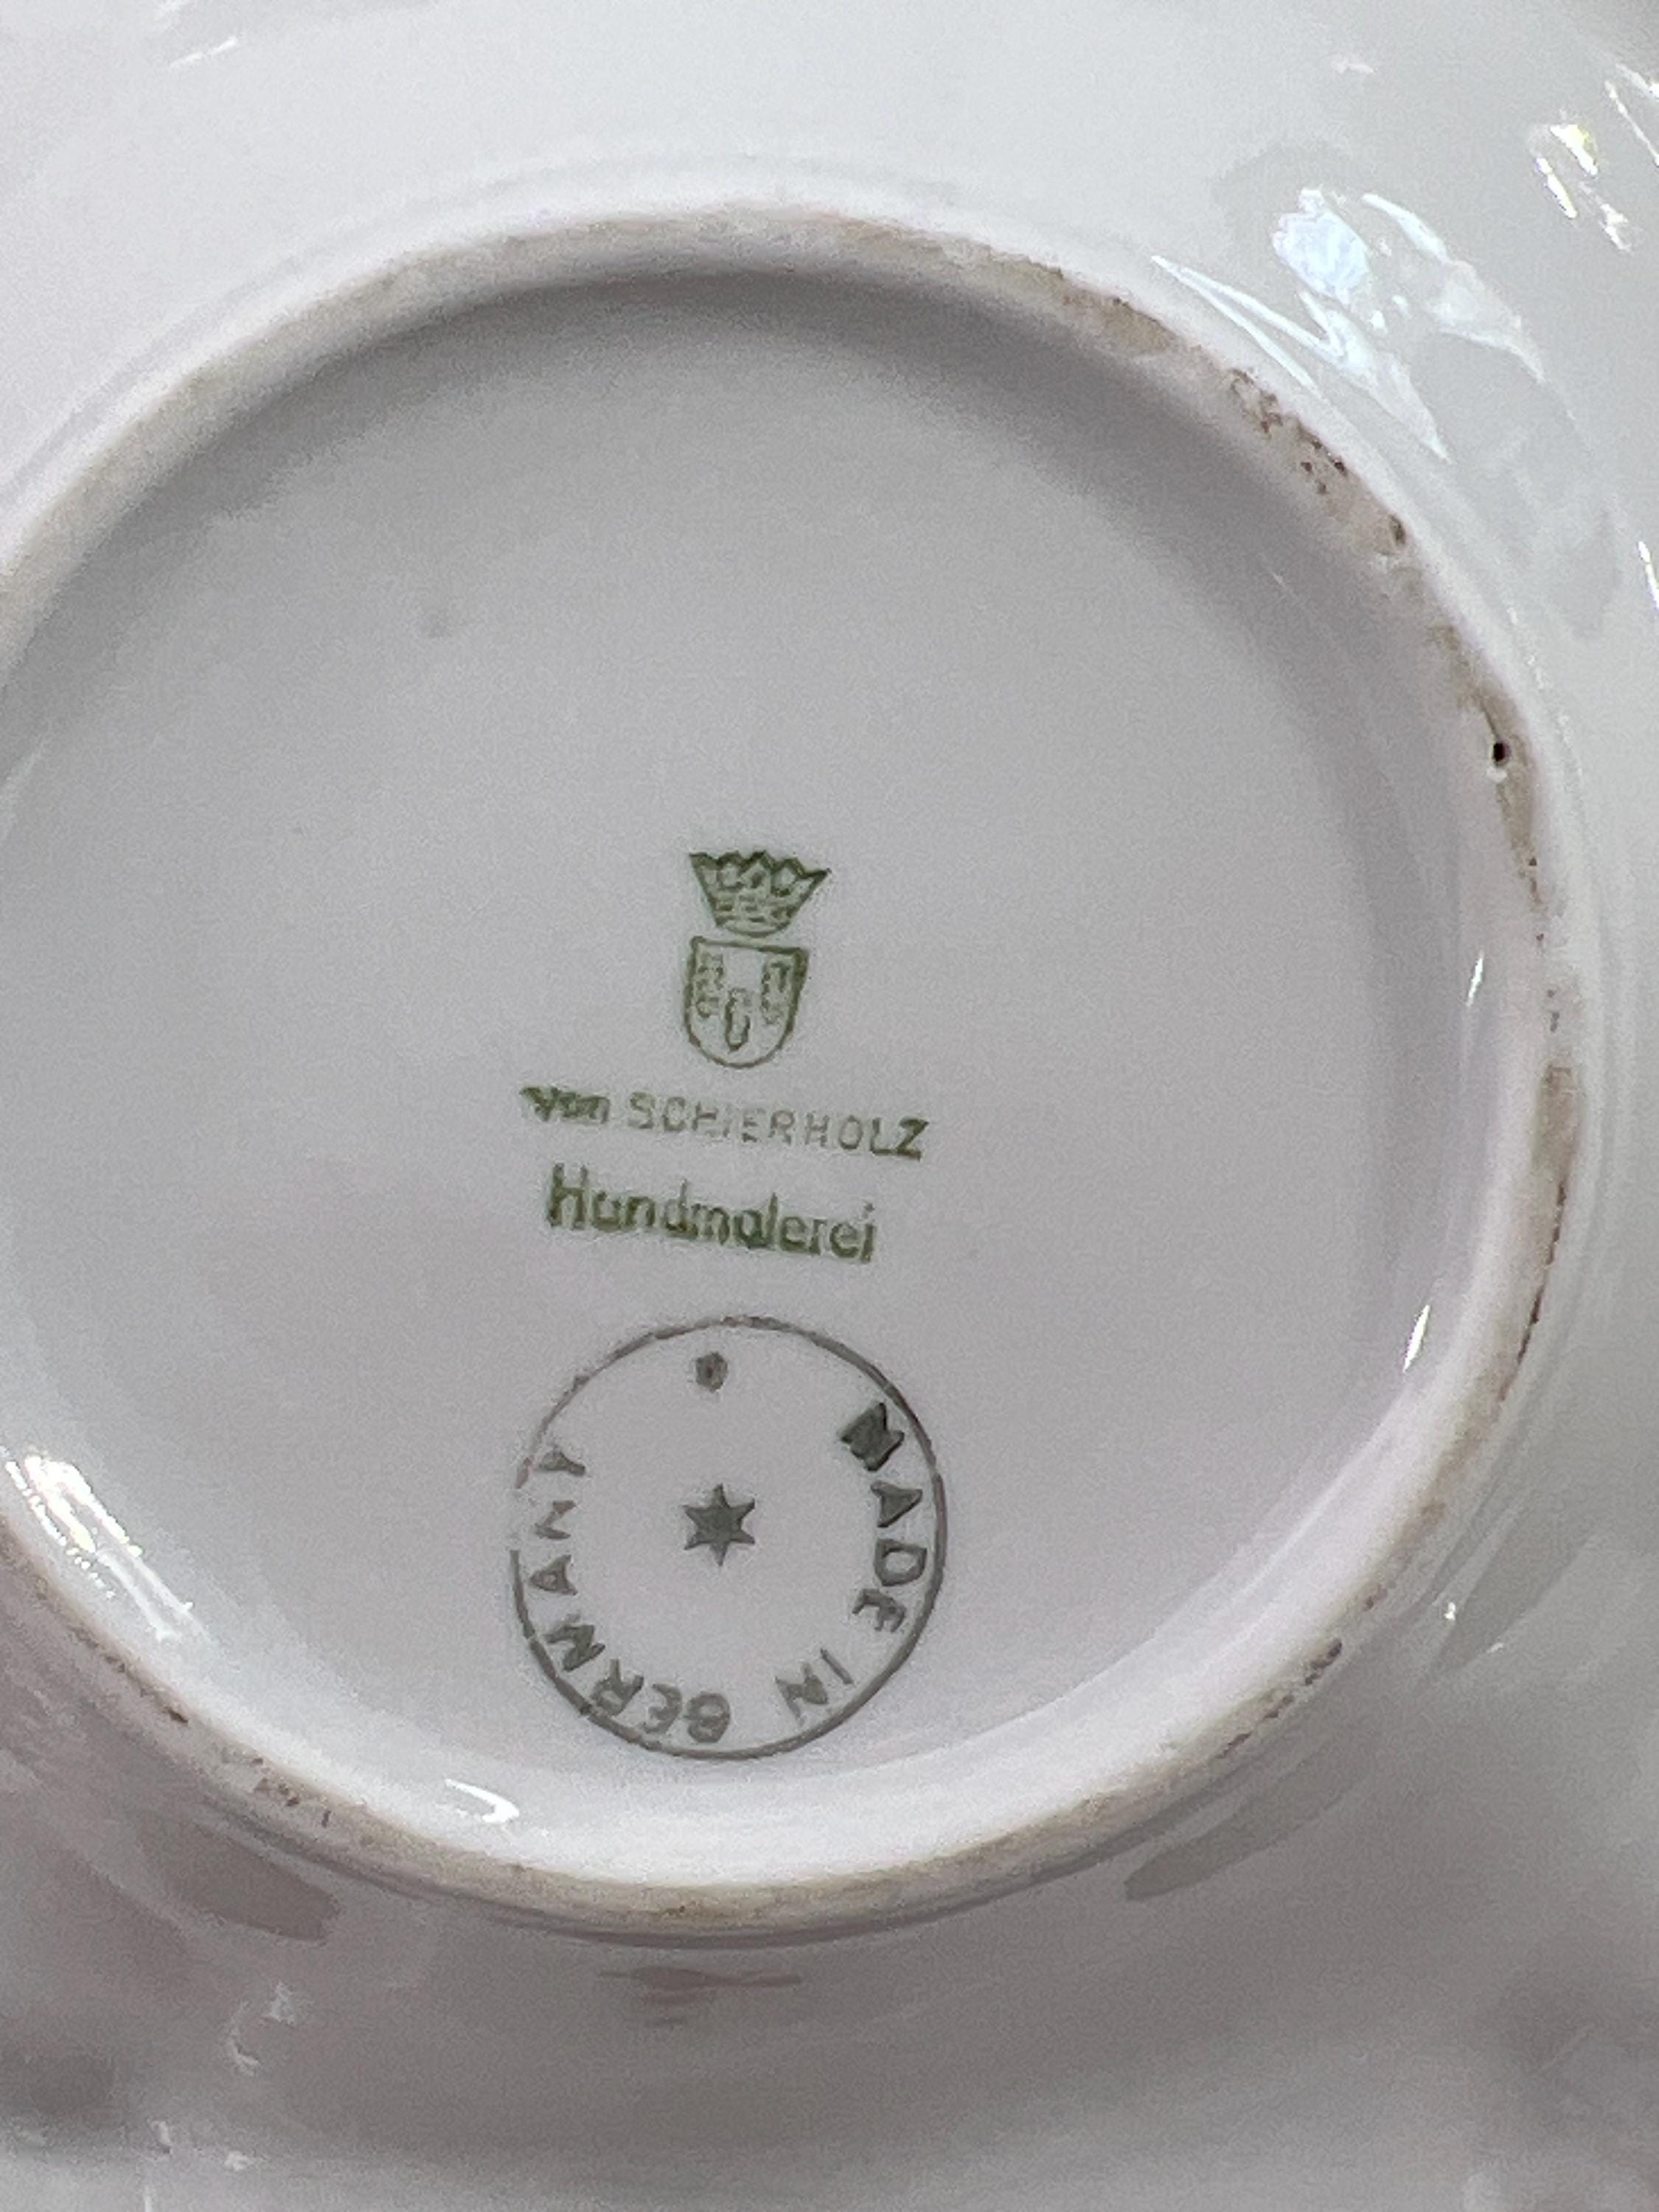 von SCHIERHOLZ
Handmalerei
MADE IN GERMANY